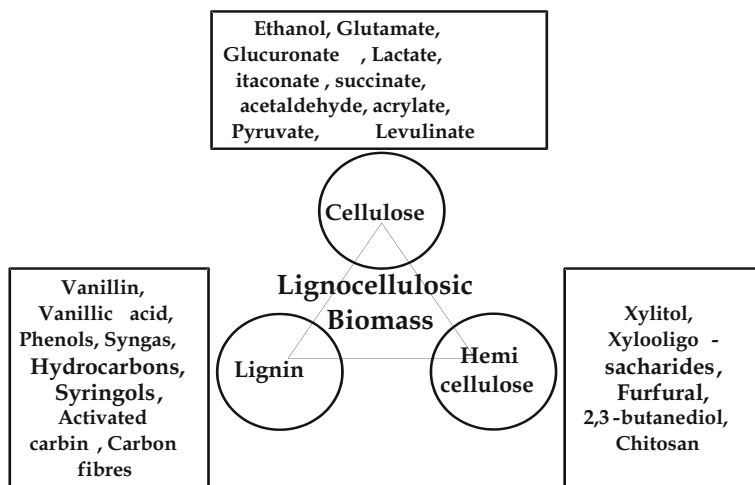 Ethanol, Glutamate,
Glucuronate , Lactate,
itaconate , succinate,
acetaldehyde, acrylate,
Pyruvate, Levulinate
Cellulose
Lignocellulosic
Biomass
Vanillin,
Vanillic acid,
Phenols, Syngas,
Hydrocarbons,
Syringols,
Activated
carbin , Carbon
fibres
Lignin
Hemi
cellulose
Xylitol,
Xylooligo -
sacharides,
Furfural,
2,3-butanediol,
Chitosan